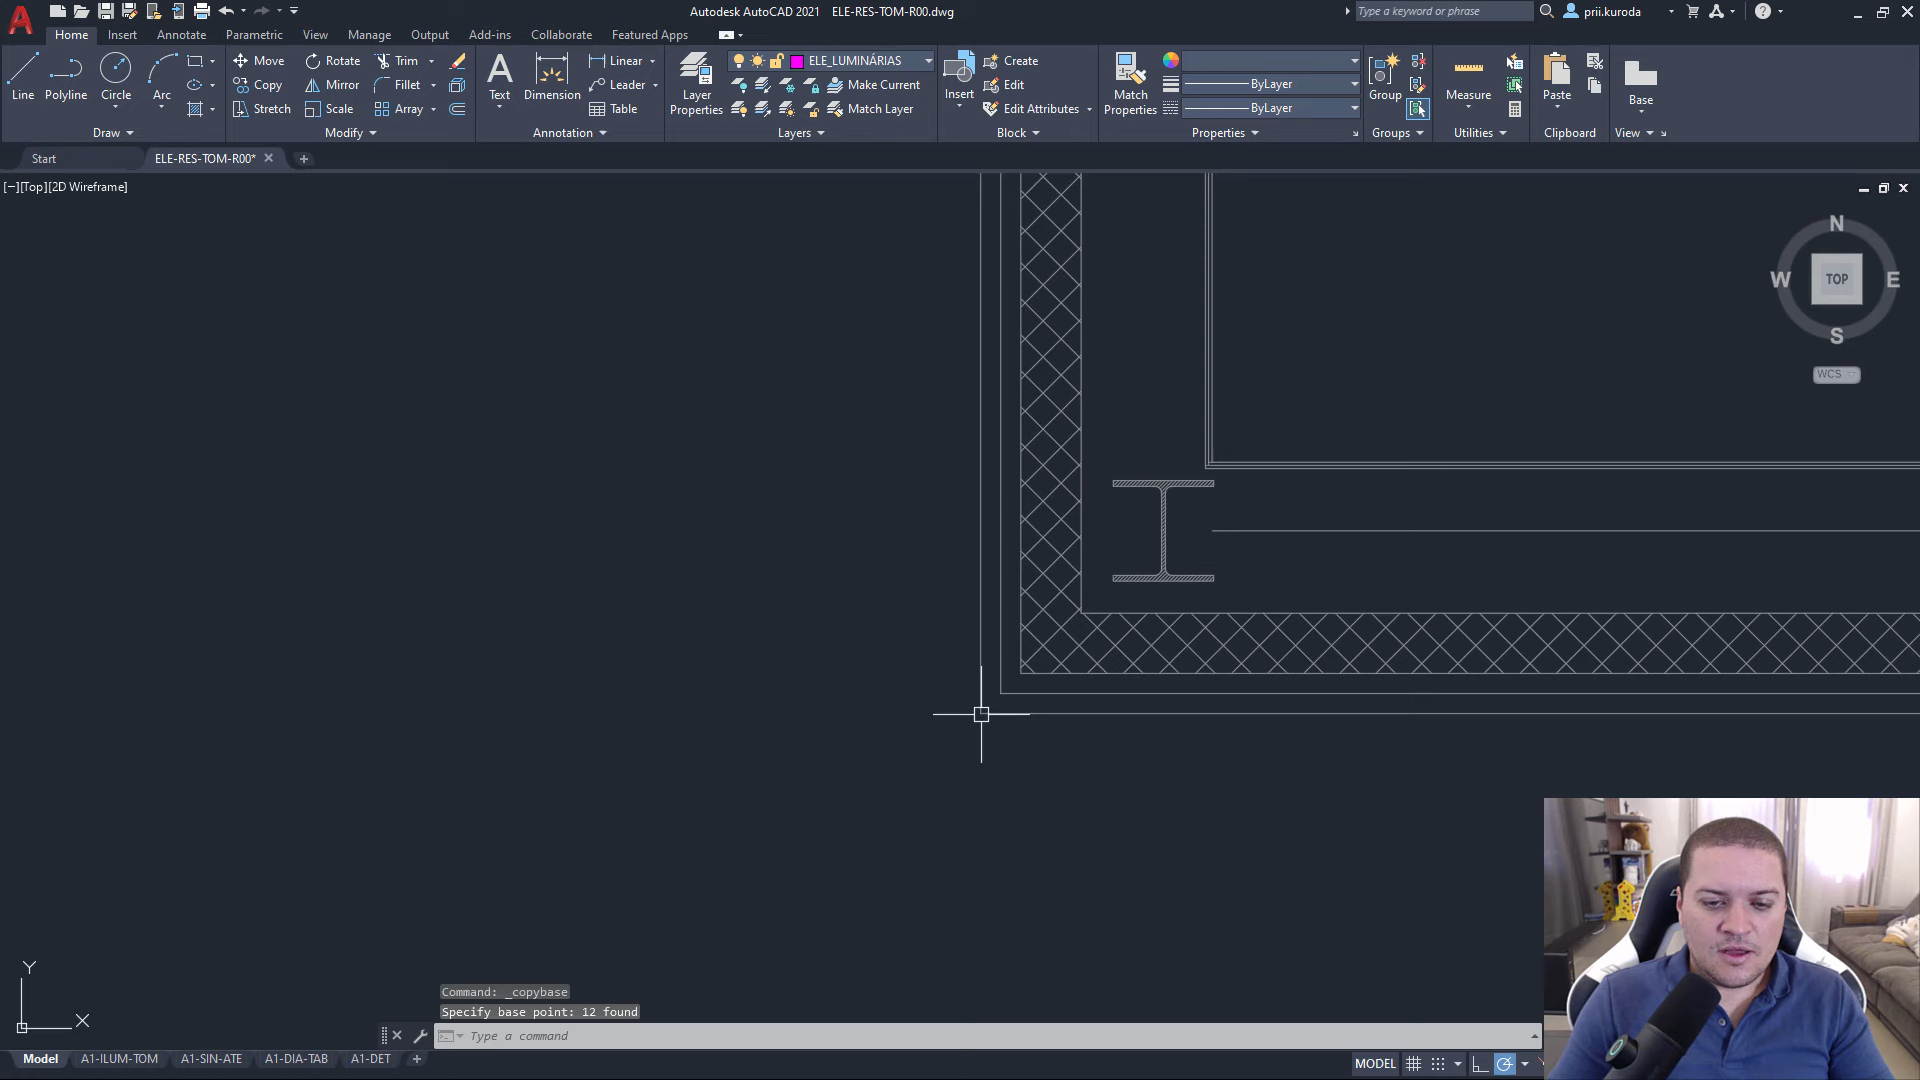 Autodesk AutoCAD 2021 ELE-RES-TOM-R00.dwg
Type a keyword or phrase
prii.kuroda
Home Insert Annotate Parametric View Manage Output Add-ins Collaborate Featured Apps
Line Polyline Circle Arc
Draw
Move Rotate Trim
Copy Mirror Fillet
Stretch Scale Array
Modify
Text Dimension
Linear
Leader
Table
Annotation
Layer Properties
ELE_LUMINÁRIAS
Make Current
Match Layer
Layers
Insert
Create
Edit
Edit Attributes
Block
Match Properties
ByLayer
ByLayer
Properties
Group
Groups
Measure
Utilities
Paste
Clipboard
Base
View
Start
ELE-RES-TOM-R00*
[−][Top][2D Wireframe]
N
W TOP E
S
WCS
Y
X
Command: _copybase
Specify base point: 12 found
Type a command
Model A1-ILUM-TOM A1-SIN-ATE A1-DIA-TAB A1-DET
MODEL